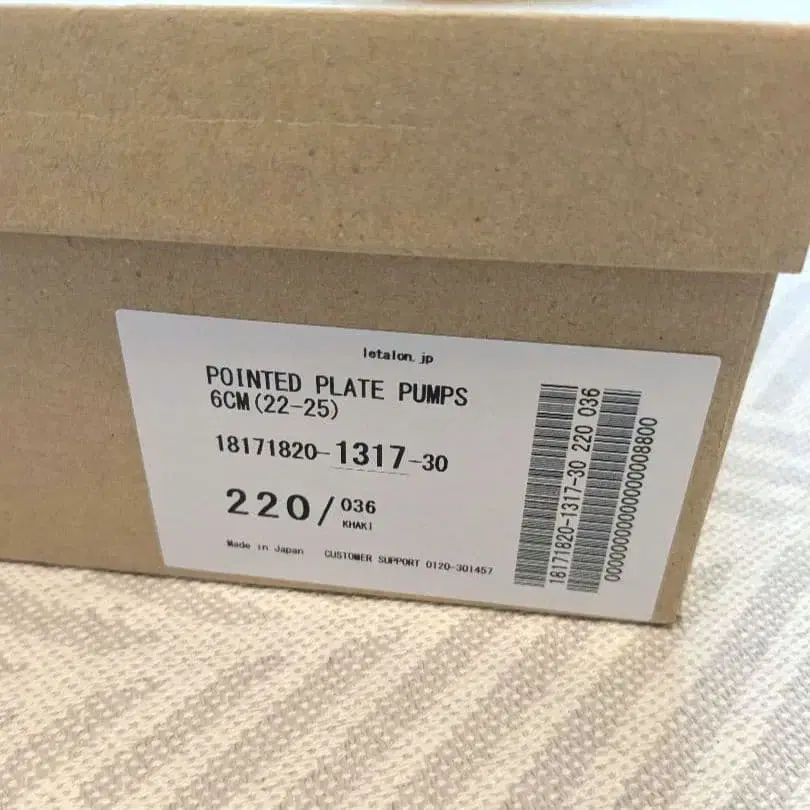 letalon.jp
POINTED PLATE PUMPS
6CM(22-25)
18171820-1317-30
220/036
KHAKI
Made in Japan CUSTOMER SUPPORT 0120-301457
18171820-1317-30 220 036
0000000000000000008800